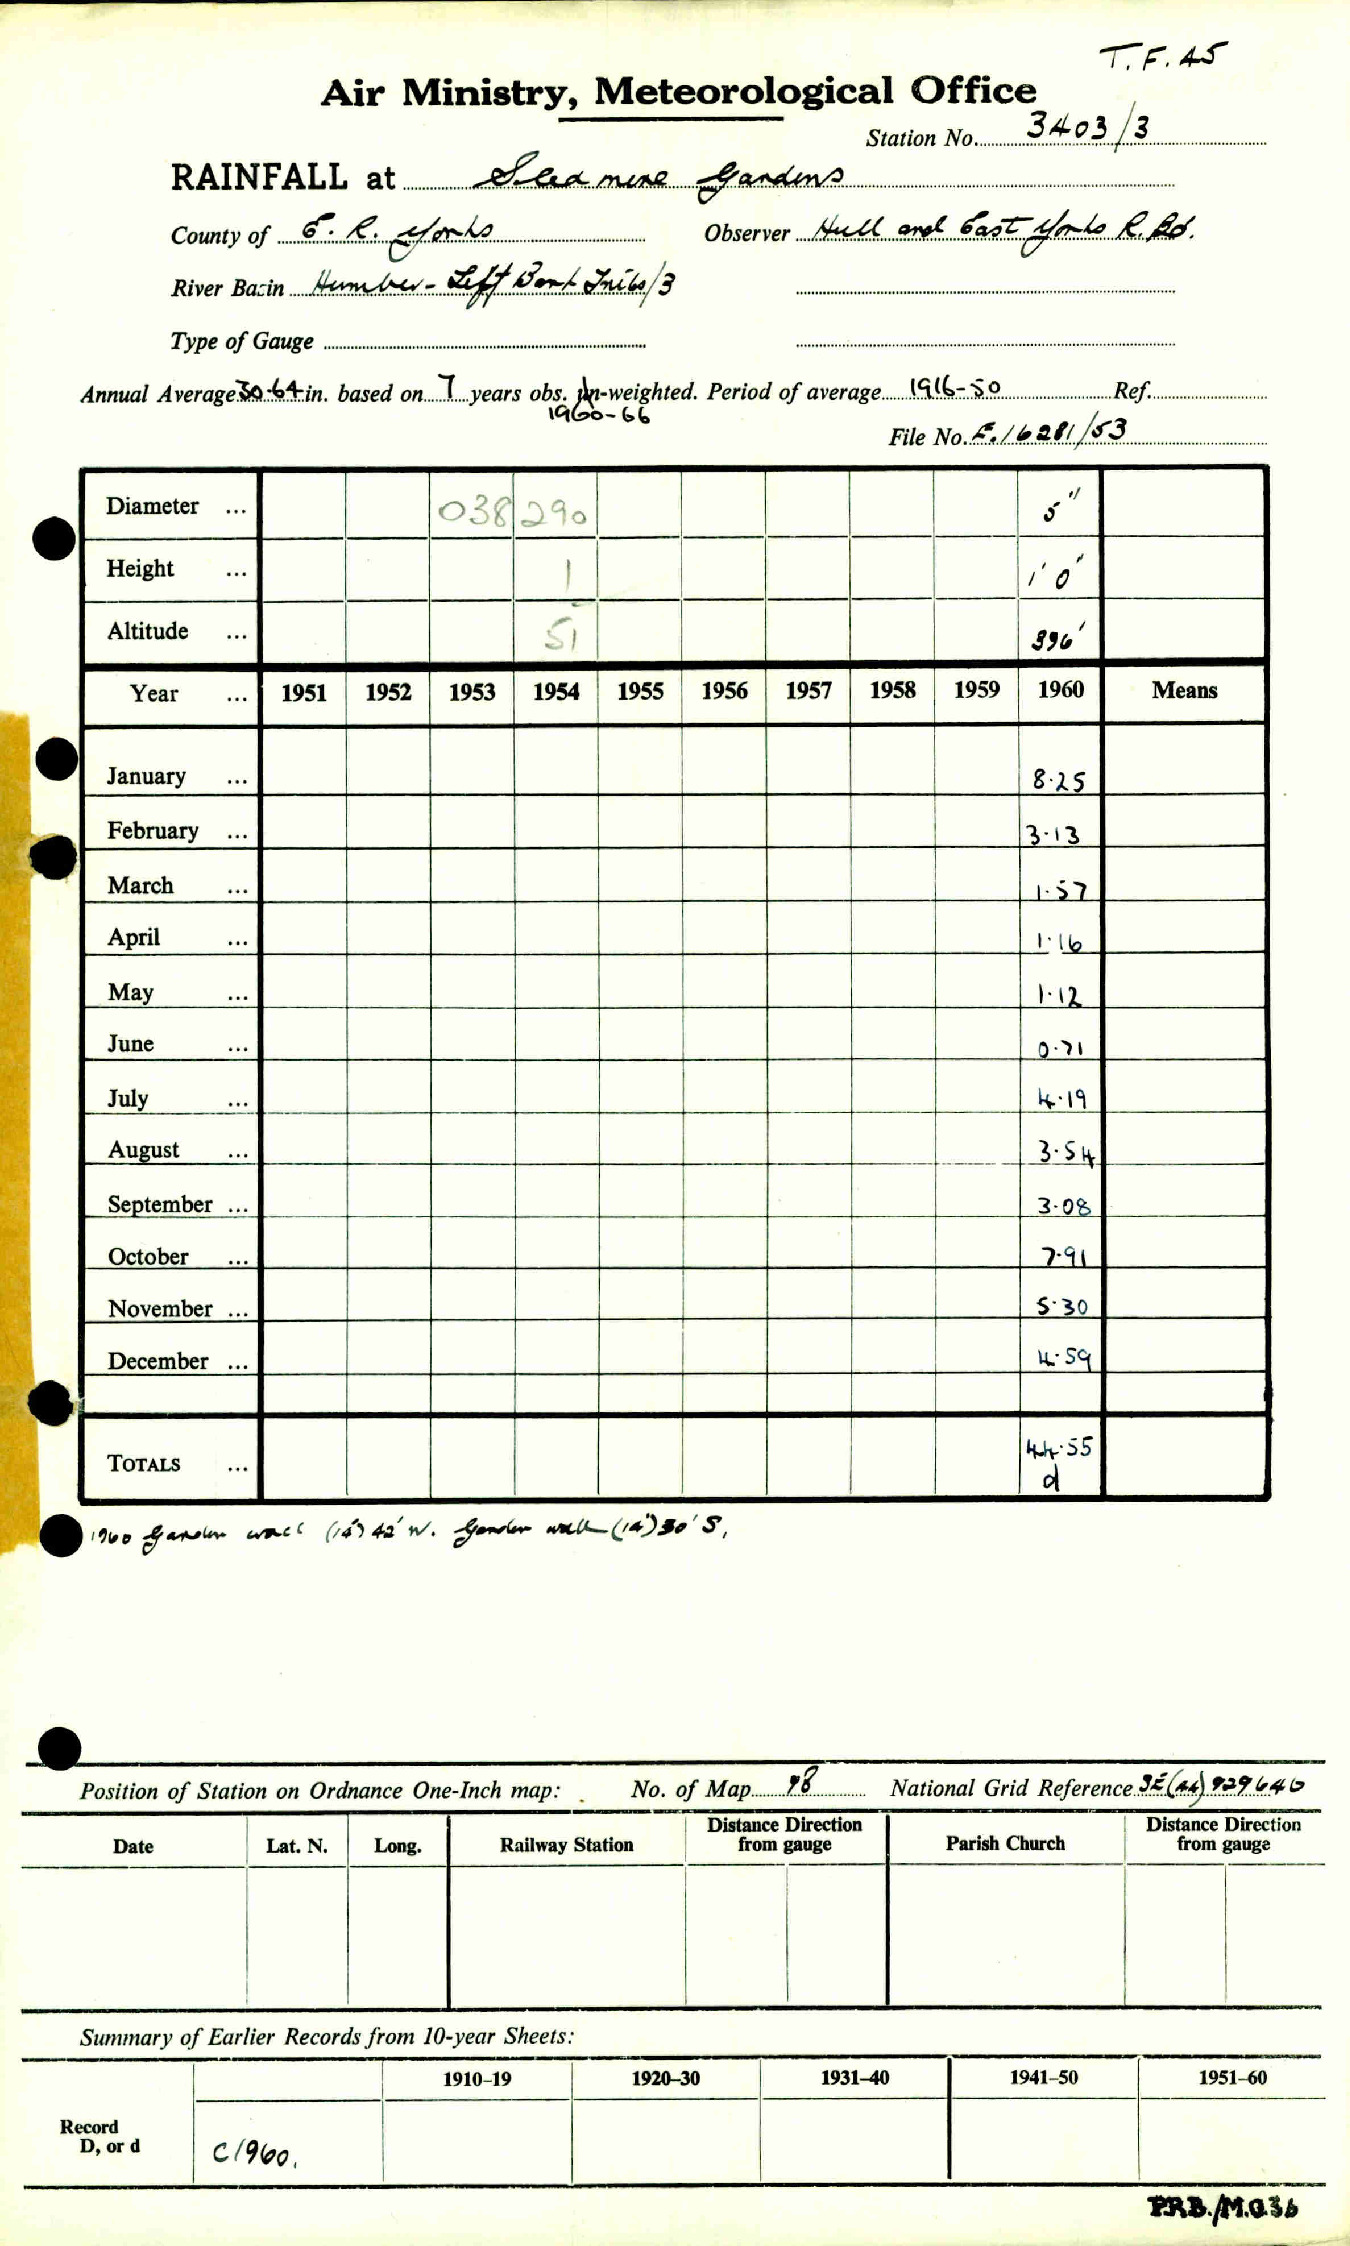 T.F. 45
Air Ministry, Meteorological Office
Station No. 3403/3
RAINFALL at Sledmere Gardens
County of E. R. Yorks Observer Hull and East Yorks R. Bd.
River Basin Humber - Left Bank Tribs/3
Type of Gauge
Annual Average 30.64 in. based on 7 years obs. Un-weighted. Period of average 1916-50 Ref.
1960-66
File No. F.16281/53
Diameter ... 038 290 5"
Height ... 1 1' 0"
Altitude ... 51 396'
Year ... 1951 1952 1953 1954 1955 1956 1957 1958 1959 1960 Means
January ... 8.25
February ... 3.13
March ... 1.57
April ... 1.16
May ... 1.12
June ... 0.71
July ... 4.19
August ... 3.54
September ... 3.08
October ... 7.91
November ... 5.30
December ... 4.59
TOTALS ... 44.55
d
1960 Garden wall (14') 42' W. Garden wall (14') 30' S.
Position of Station on Ordnance One-Inch map: No. of Map 98 National Grid Reference SE(44) 929640
Date Lat. N. Long. Railway Station Distance Direction from gauge Parish Church Distance Direction from gauge
Summary of Earlier Records from 10-year Sheets:
1910-19 1920-30 1931-40 1941-50 1951-60
Record
D, or d C1960.
P.R.B./M.O.36